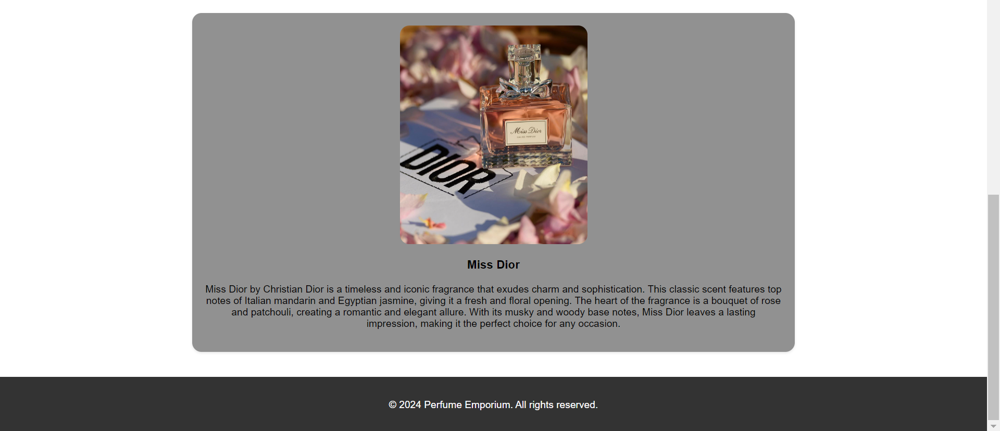 Miss Dior
EAU DE PARFUM
DIOR
Miss Dior
Miss Dior by Christian Dior is a timeless and iconic fragrance that exudes charm and sophistication. This classic scent features top
notes of Italian mandarin and Egyptian jasmine, giving it a fresh and floral opening. The heart of the fragrance is a bouquet of rose
and patchouli, creating a romantic and elegant allure. With its musky and woody base notes, Miss Dior leaves a lasting
impression, making it the perfect choice for any occasion.
© 2024 Perfume Emporium. All rights reserved.